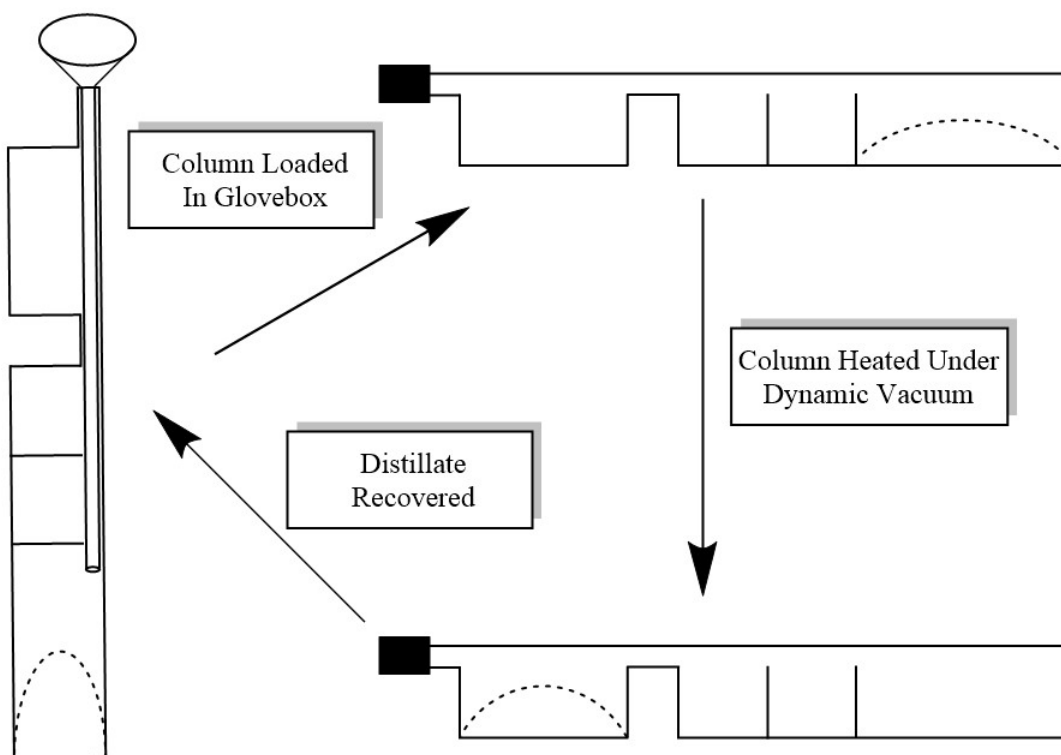 Column Loaded
In Glovebox
Column Heated Under
Dynamic Vacuum
Distillate
Recovered